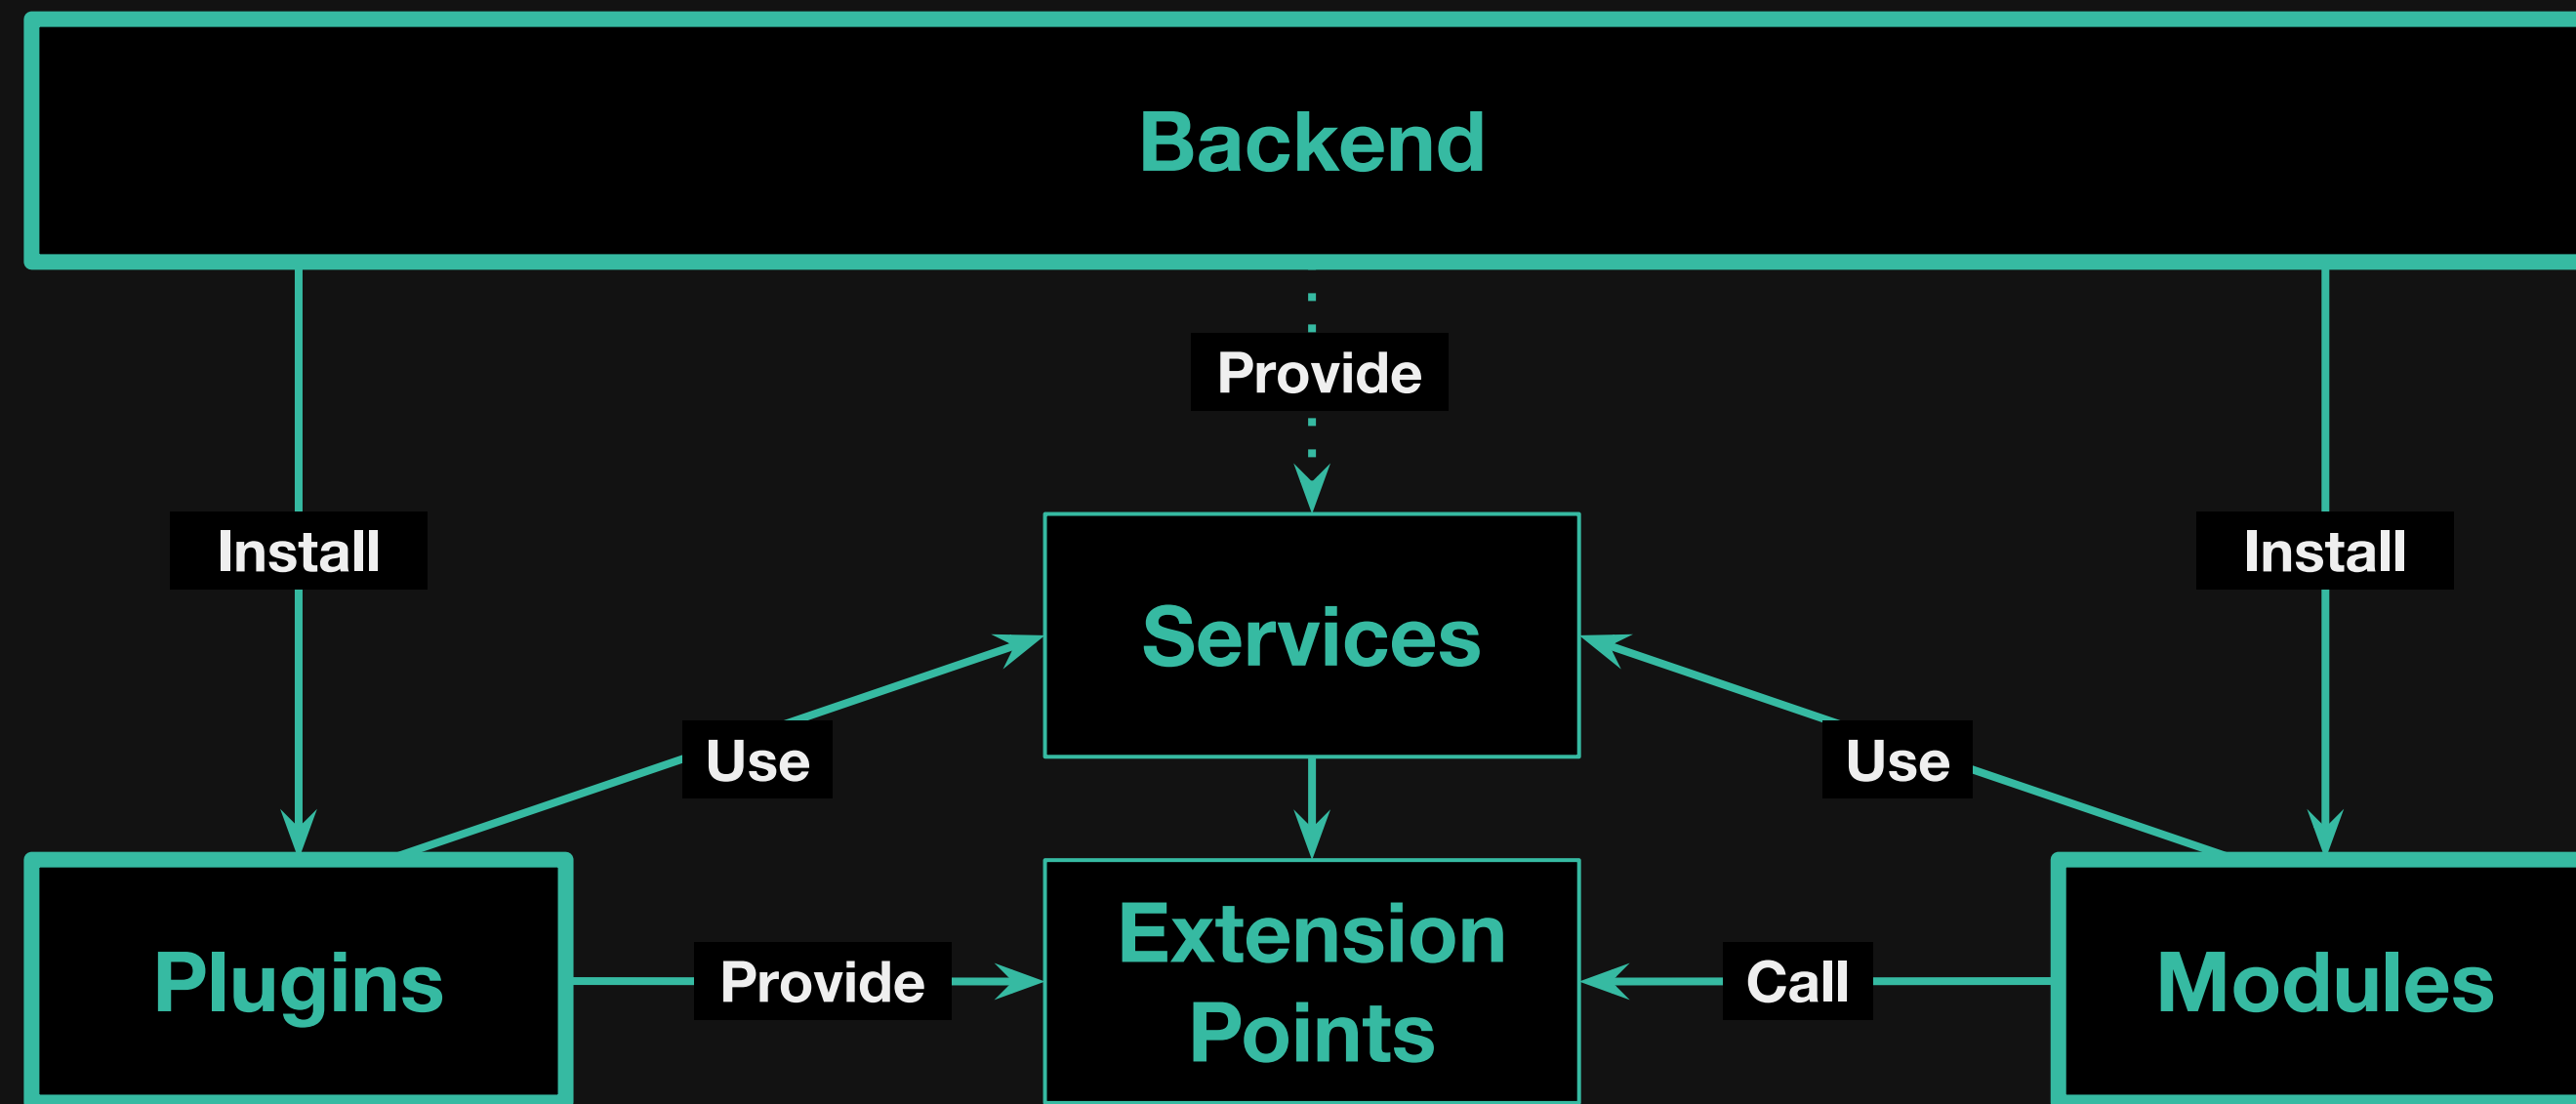 Backend
Provide
Install
Install
Services
Use
Use
Extension
Points
Plugins
Provide
Call
Modules